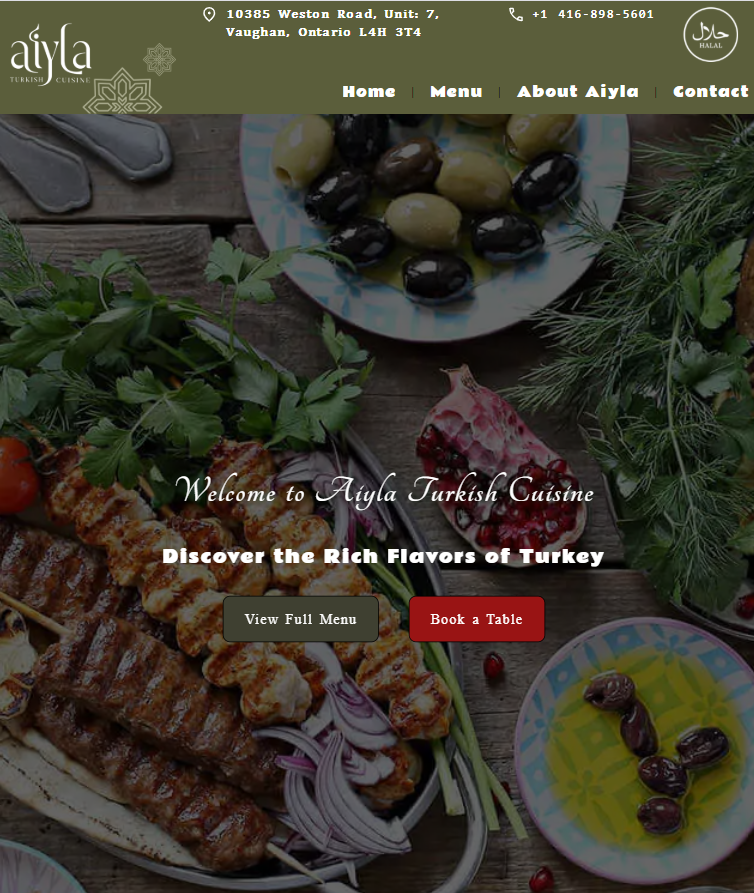 10385 Weston Road, Unit: 7,
Vaughan, Ontario L4H 3T4
+1 416-898-5601
aiyla
TURKISH CUISINE
حلال
HALAL
Home | Menu | About Aiyla | Contact
Welcome to Aiyla Turkish Cuisine
Discover the Rich Flavors of Turkey
View Full Menu
Book a Table